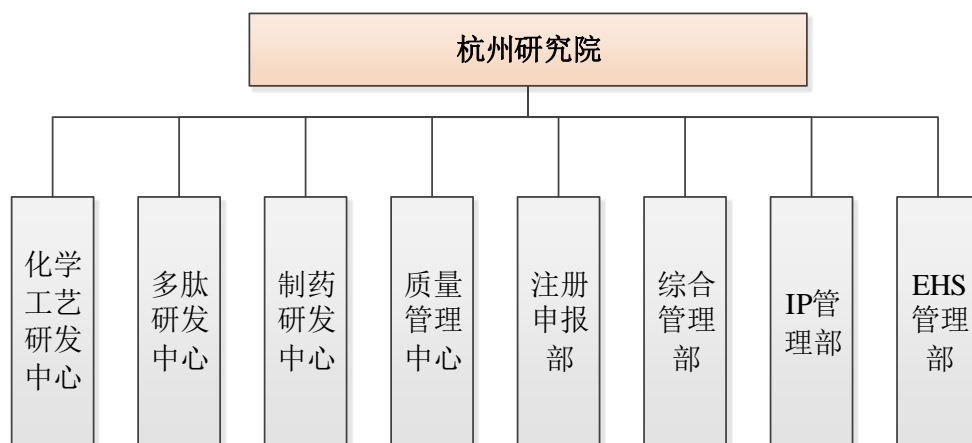 杭州研究院
化学
工艺
研发
中心
多肽
研发
中心
制药
研发
中心
质量
管理
中心
注册
申报
部
综合
管理
部
IP管
理部
EHS
管理
部